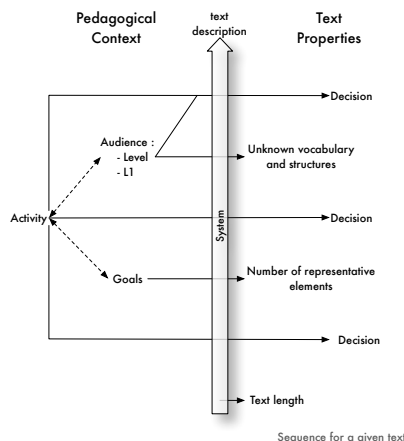 Pedagogical
Context
text
description
Text
Properties
Decision
Audience :
- Level
- L1
Unknown vocabulary
and structures
Activity
System
Decision
Goals
Number of representative
elements
Decision
Text length
Sequence for a given text